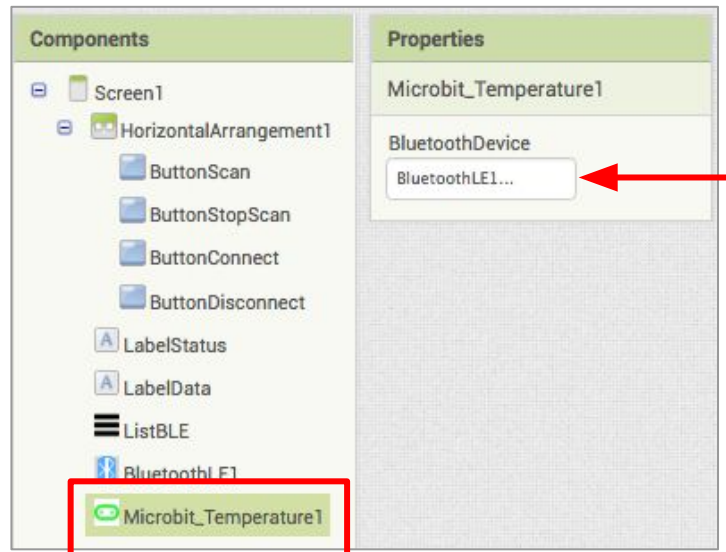 Components
Screen1
HorizontalArrangement1
ButtonScan
ButtonStopScan
ButtonConnect
ButtonDisconnect
LabelStatus
LabelData
ListBLE
BluetoothLE1
Microbit_Temperature1
Properties
Microbit_Temperature1
BluetoothDevice
BluetoothLE1...